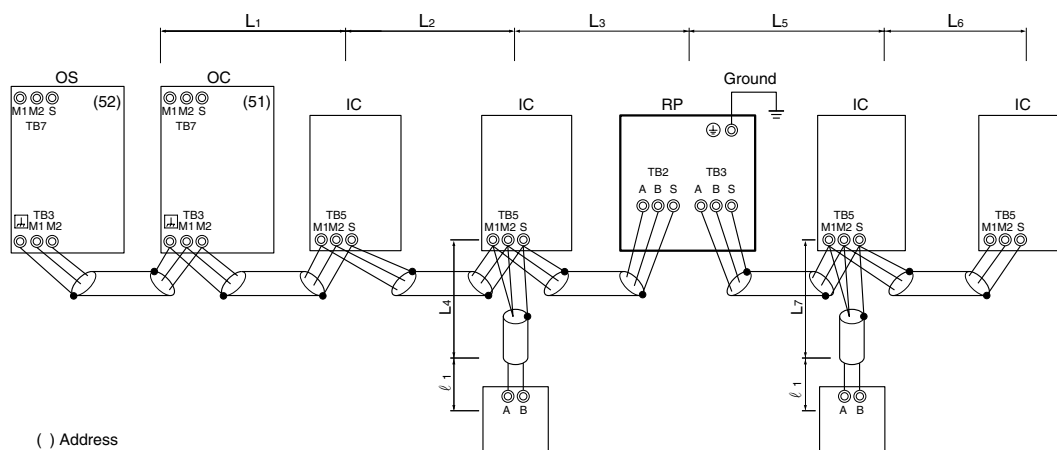 L1 L2 L3 L5 L6
OS OC Ground
IC IC RP IC IC
M1 M2 S (52) M1 M2 S (51)
TB7 TB7
TB2 TB3
A B S A B S
TB3 TB3
M1 M2 M1 M2
TB5 TB5 TB5 TB5
M1 M2 S M1 M2 S M1 M2 S M1 M2 S
L4 L7
ℓ 1 ℓ 1
A B A B
( ) Address